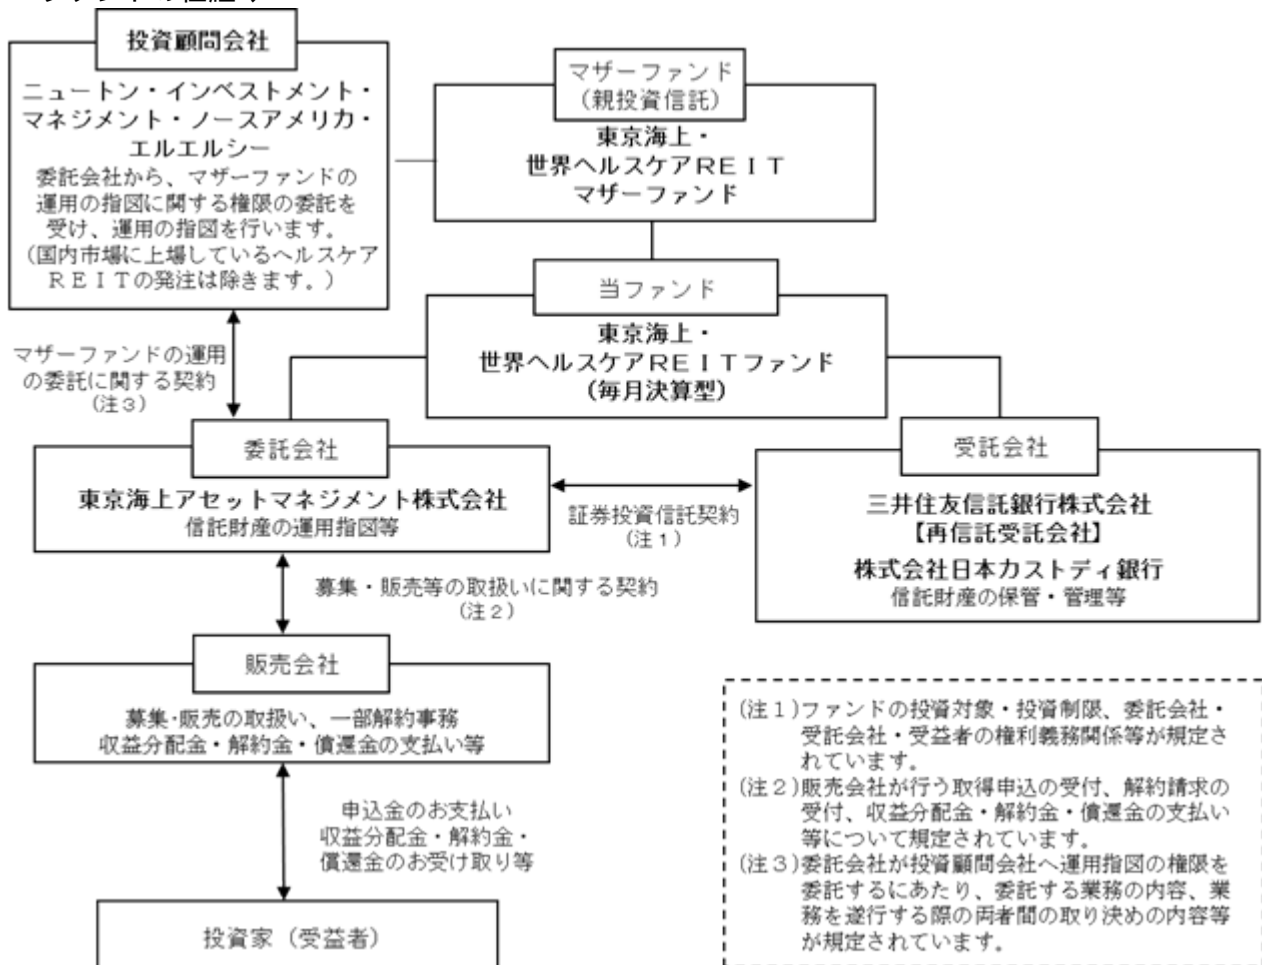 投資顧問会社
ニュートン・インベストメント・
マネジメント・ノースアメリカ・
エルエルシー
委託会社から、マザーファンドの
運用の指図に関する権限の委託を
受け、運用の指図を行います。
（国内市場に上場しているヘルスケア
ＲＥＩＴの発注は除きます。）
マザーファンド
（親投資信託）
東京海上・
世界ヘルスケアＲＥＩＴ
マザーファンド
当ファンド
東京海上・
世界ヘルスケアＲＥＩＴファンド
（毎月決算型）
マザーファンドの運用
の委託に関する契約
（注３）
委託会社
東京海上アセットマネジメント株式会社
信託財産の運用指図等
証券投資信託契約
（注１）
受託会社
三井住友信託銀行株式会社
【再信託受託会社】
株式会社日本カストディ銀行
信託財産の保管・管理等
募集・販売等の取扱いに関する契約
（注２）
販売会社
募集・販売の取扱い、一部解約事務
収益分配金・解約金・償還金の支払い等
申込金のお支払い
収益分配金・解約金・
償還金のお受け取り等
投資家（受益者）
（注１）ファンドの投資対象・投資制限、委託会社・
受託会社・受益者の権利義務関係等が規定さ
れています。
（注２）販売会社が行う取得申込の受付、解約請求の
受付、収益分配金・解約金・償還金の支払い
等について規定されています。
（注３）委託会社が投資顧問会社へ運用指図の権限を
委託するにあたり、委託する業務の内容、業
務を遂行する際の両者間の取り決めの内容等
が規定されています。